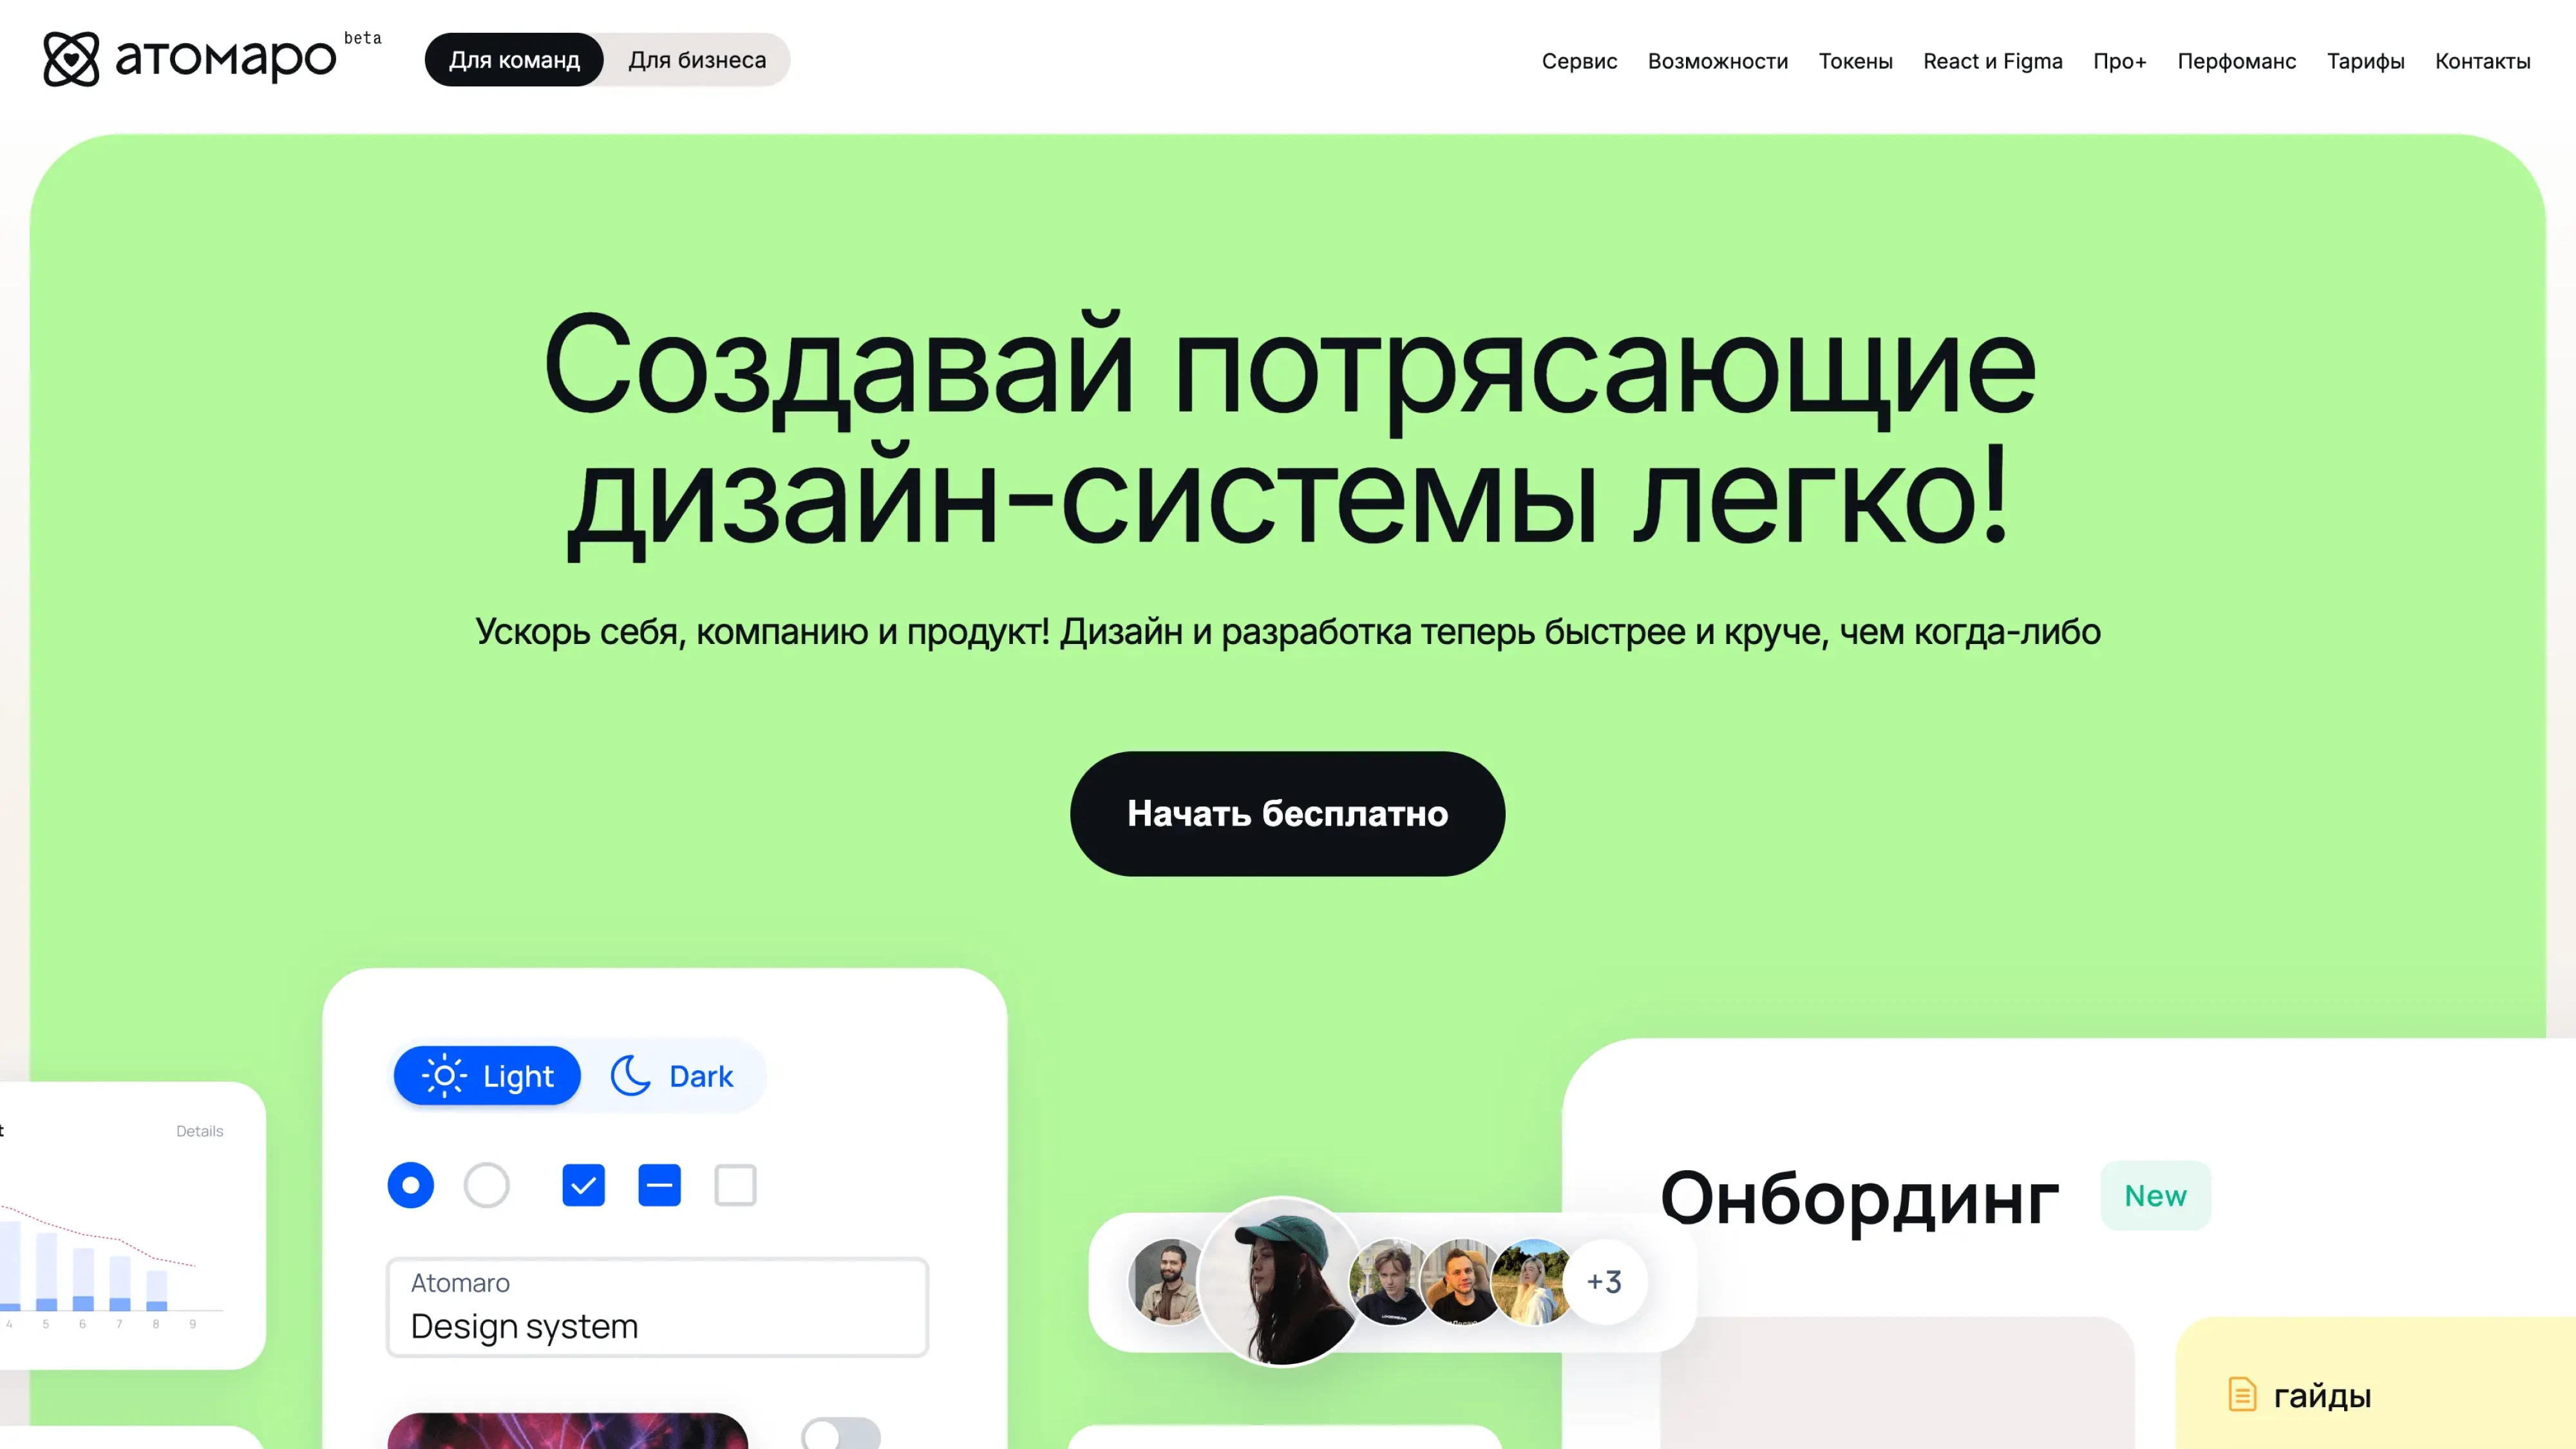 атомаро beta
Для команд
Для бизнеса
Сервис
Возможности
Токены
React и Figma
Про+
Перфоманс
Тарифы
Контакты
Создавай потрясающие
дизайн-системы легко!
Ускорь себя, компанию и продукт! Дизайн и разработка теперь быстрее и круче, чем когда-либо
Начать бесплатно
t
Details
4 5 6 7 8 9
Light
Dark
Atomaro
Design system
+3
Онбординг
New
гайды